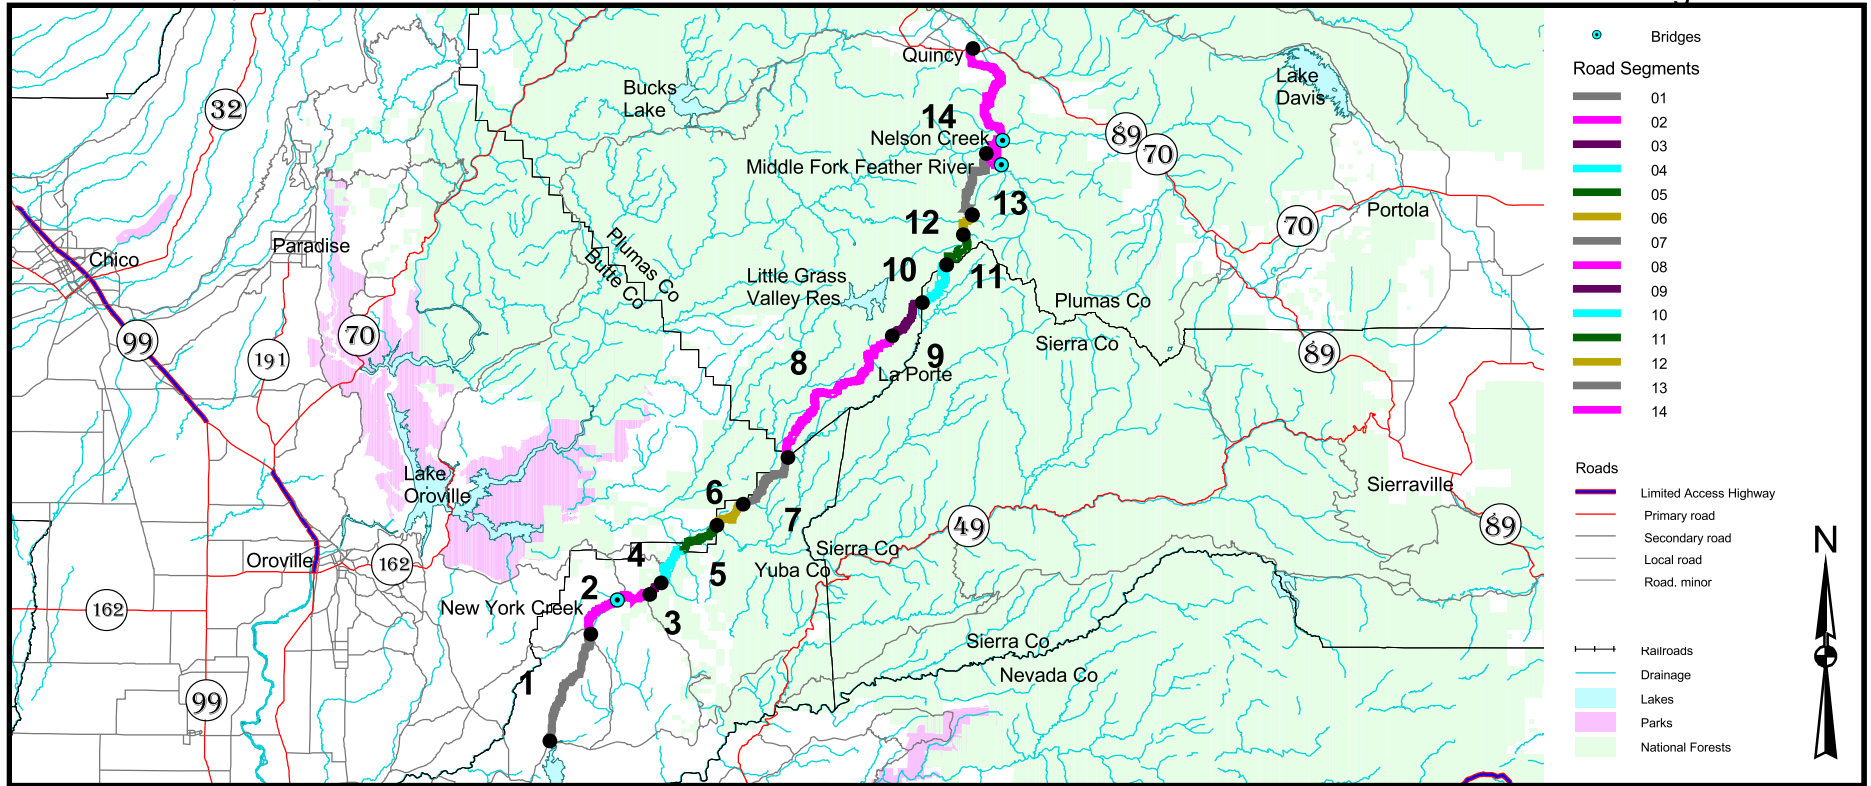 Quincy
Bucks
Lake
Lake
Davis
32
14
Nelson Creek
89
70
Middle Fork Feather River
13
12
70
Portola
Paradise
Chico
Plumas Co
Butte Co
10
11
Little Grass
Valley Res
Plumas Co
Sierra Co
70
99
191
89
8
9
La Porte
Lake
Oroville
6
7
Sierraville
49
89
Sierra Co
Yuba Co
Oroville
162
4
5
2
New York Creek
3
162
Sierra Co
Nevada Co
1
99
Bridges
Road Segments
01
02
03
04
05
06
07
08
09
10
11
12
13
14
Roads
Limited Access Highway
Primary road
Secondary road
Local road
Road, minor
Railroads
Drainage
Lakes
Parks
National Forests
N